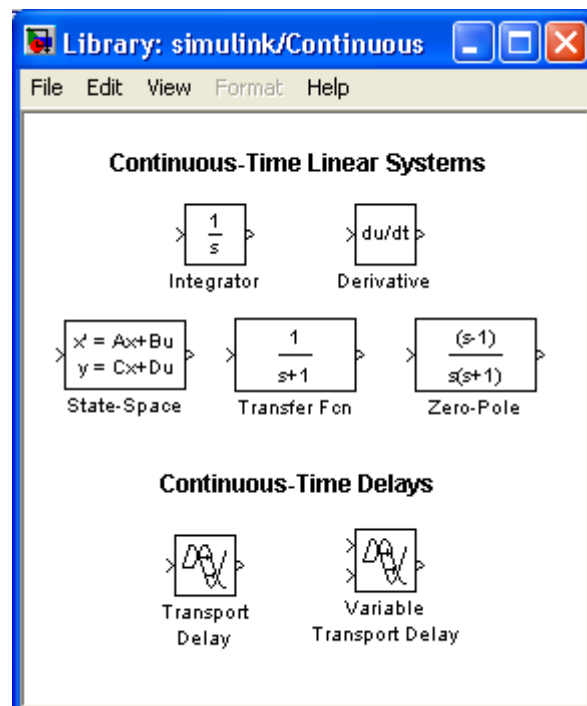 Library: simulink/Continuous
File Edit View Format Help
Continuous-Time Linear Systems
1
s
du/dt
Integrator
Derivative
x' = Ax+Bu
y = Cx+Du
1
s+1
(s-1)
s(s+1)
State-Space
Transfer Fcn
Zero-Pole
Continuous-Time Delays
Transport
Delay
Variable
Transport Delay